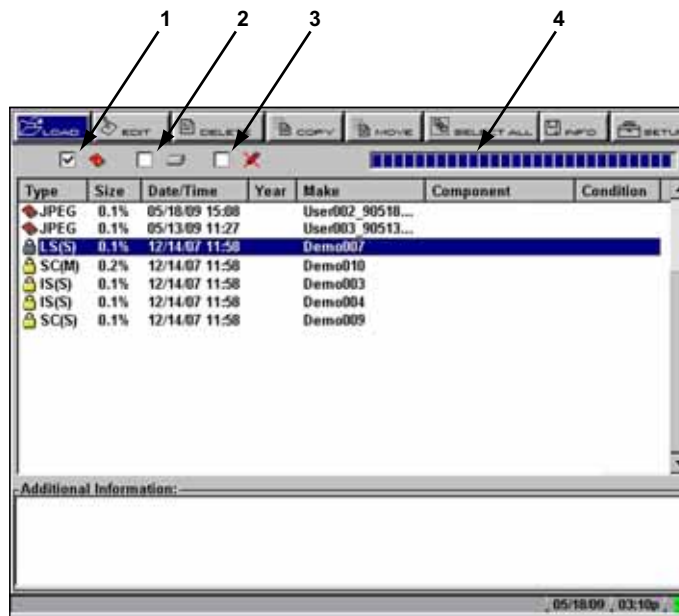 1 2 3 4
LOAD EDIT DELETE COPY MOVE SELECT ALL INFO
Type Size Date/Time Year Make Component Condition
JPEG 0.1% 05/18/09 15:08 User002_90518...
JPEG 0.1% 05/13/09 11:27 User003_90513...
LS(S) 0.1% 12/14/07 11:58 Demo007
SC(M) 0.2% 12/14/07 11:58 Demo010
IS(S) 0.1% 12/14/07 11:58 Demo003
IS(S) 0.1% 12/14/07 11:58 Demo004
SC(S) 0.1% 12/14/07 11:58 Demo009
Additional Information:
05/18/09 03:10p